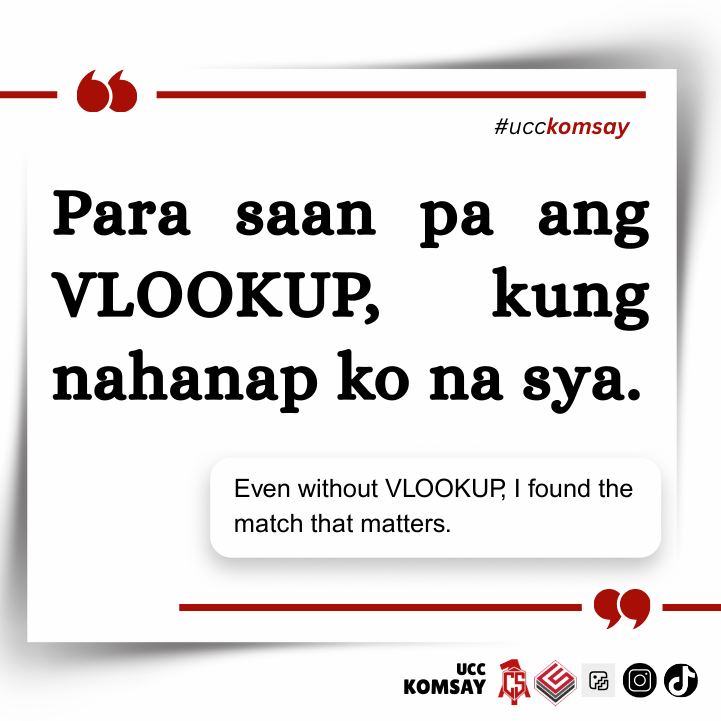 #ucckomsay
Para saan pa ang
VLOOKUP, kung
nahanap ko na sya.
Even without VLOOKUP, I found the
match that matters.
UCC
KOMSAY